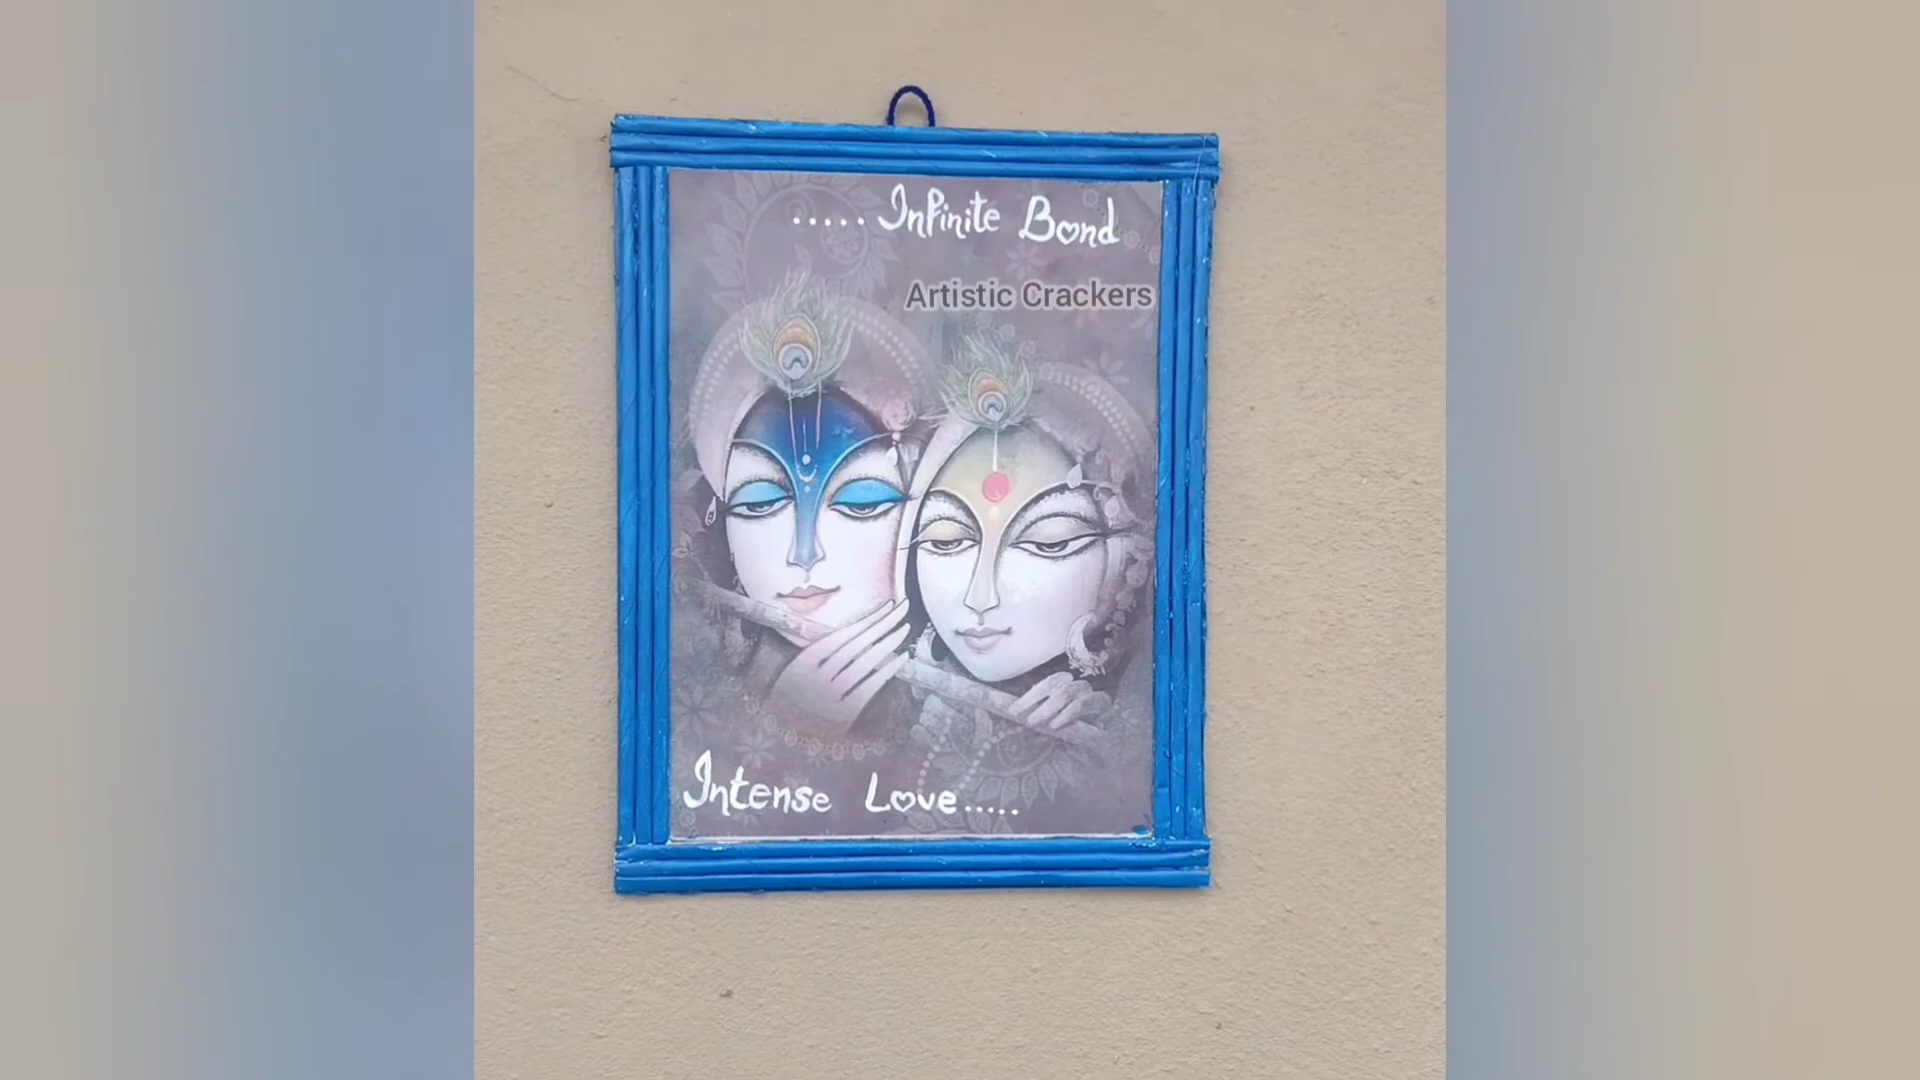 ..... Infinite Bond
Artistic Crackers
Intense Love.....